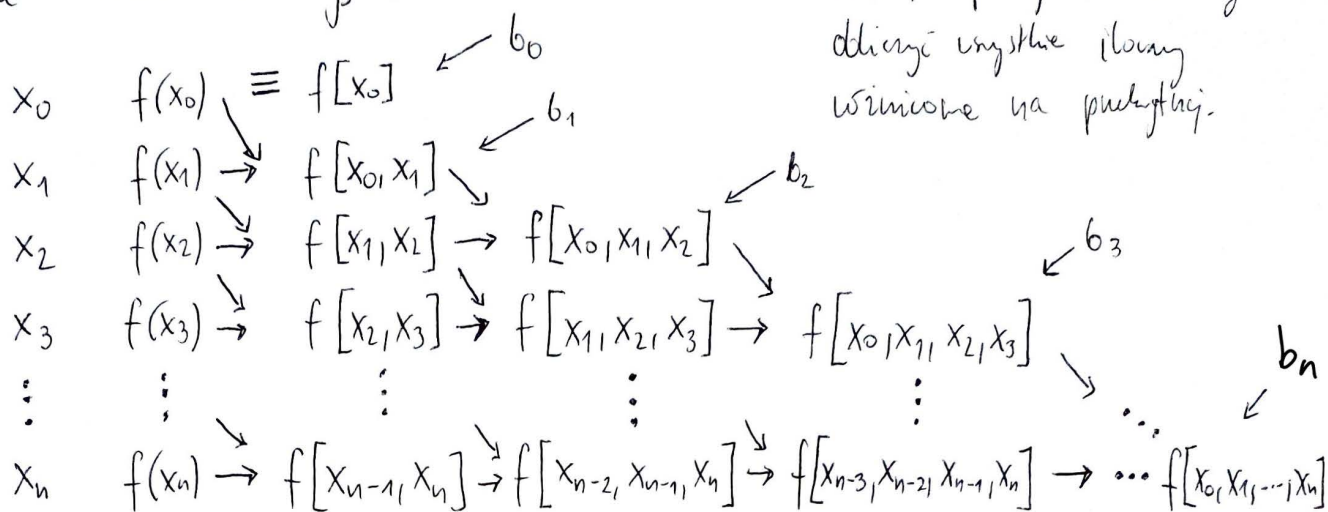 obliczyć wszystkie ilorazy
różnicowe na przekątnej.
x₀ f(x₀) ≡ f[x₀] ↙ b₀
x₁ f(x₁) → f[x₀, x₁] ↙ b₁
x₂ f(x₂) → f[x₁, x₂] → f[x₀, x₁, x₂] ↙ b₂
x₃ f(x₃) → f[x₂, x₃] → f[x₁, x₂, x₃] → f[x₀, x₁, x₂, x₃] ↙ b₃
⋮ ⋮ ⋮ ⋮ ⋮ ⋱ bₙ
xₙ f(xₙ) → f[xₙ₋₁, xₙ] → f[xₙ₋₂, xₙ₋₁, xₙ] → f[xₙ₋₃, xₙ₋₂, xₙ₋₁, xₙ] → ... f[x₀, x₁, ..., xₙ]